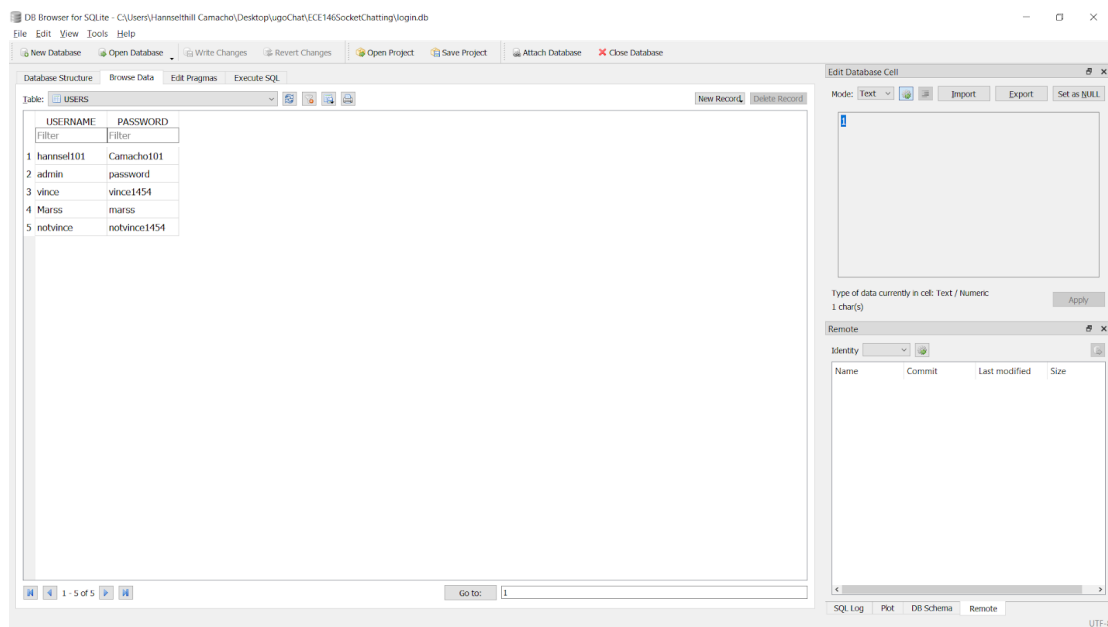 DB Browser for SQLite - C:\Users\Hannselthill Camacho\Desktop\ugoChat\ECE146SocketChatting\login.db
File Edit View Tools Help
New Database Open Database Write Changes Revert Changes Open Project Save Project Attach Database Close Database
Database Structure Browse Data Edit Pragmas Execute SQL
Table: USERS New Record Delete Record
USERNAME PASSWORD
Filter Filter
1 hannsel101 Camacho101
2 admin password
3 vince vince1454
4 Marss marss
5 notvince notvince1454
1 - 5 of 5 Go to: 1
Edit Database Cell
Mode: Text Import Export Set as NULL
1
Type of data currently in cell: Text / Numeric
1 char(s)
Apply
Remote
Identity
Name Commit Last modified Size
SQL Log Plot DB Schema Remote
UTF-8